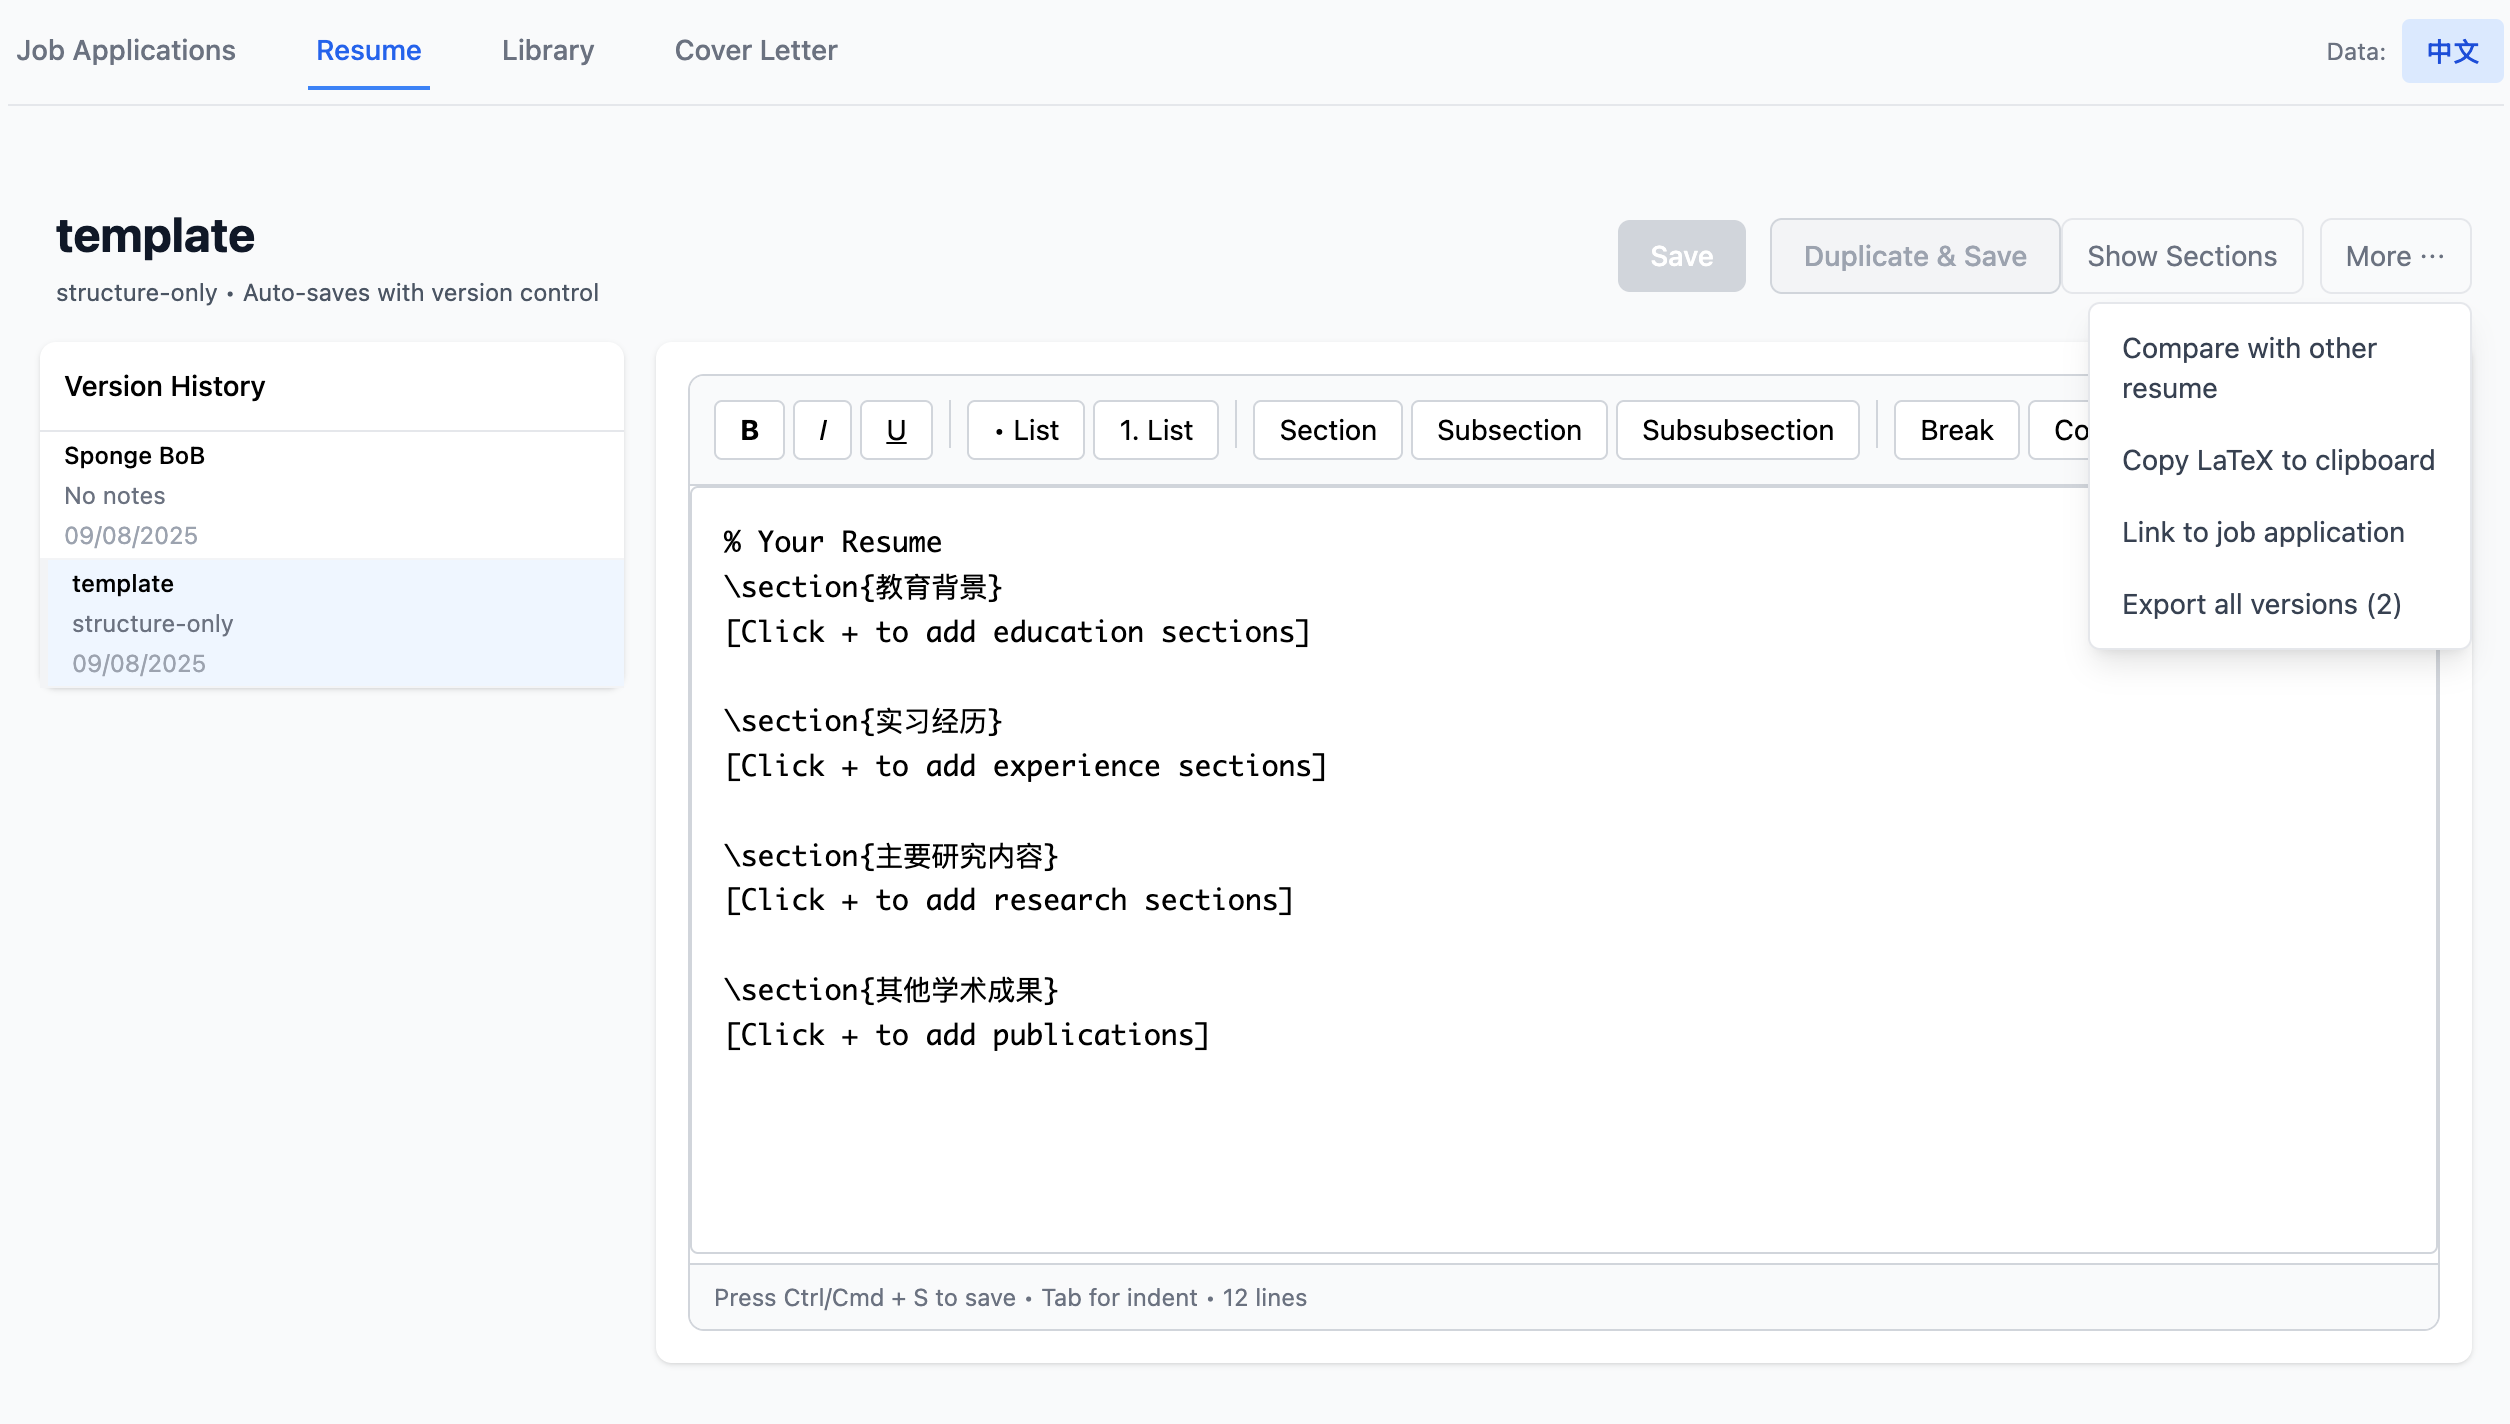 Job Applications
Resume
Library
Cover Letter
Data:
中文
template
structure-only • Auto-saves with version control
Save
Duplicate & Save
Show Sections
More ···
Compare with other
resume
Copy LaTeX to clipboard
Link to job application
Export all versions (2)
Version History
Sponge BoB
No notes
09/08/2025
template
structure-only
09/08/2025
B
I
U
• List
1. List
Section
Subsection
Subsubsection
Break
Co
% Your Resume
\section{教育背景}
[Click + to add education sections]
\section{实习经历}
[Click + to add experience sections]
\section{主要研究内容}
[Click + to add research sections]
\section{其他学术成果}
[Click + to add publications]
Press Ctrl/Cmd + S to save • Tab for indent • 12 lines